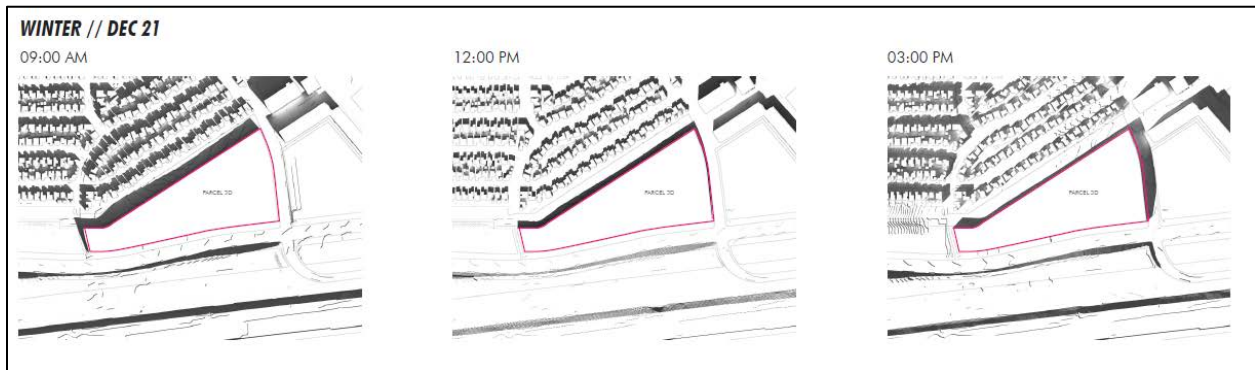 WINTER // DEC 21
09:00 AM
12:00 PM
03:00 PM
PARCEL 3D
PARCEL 3D
PARCEL 3D